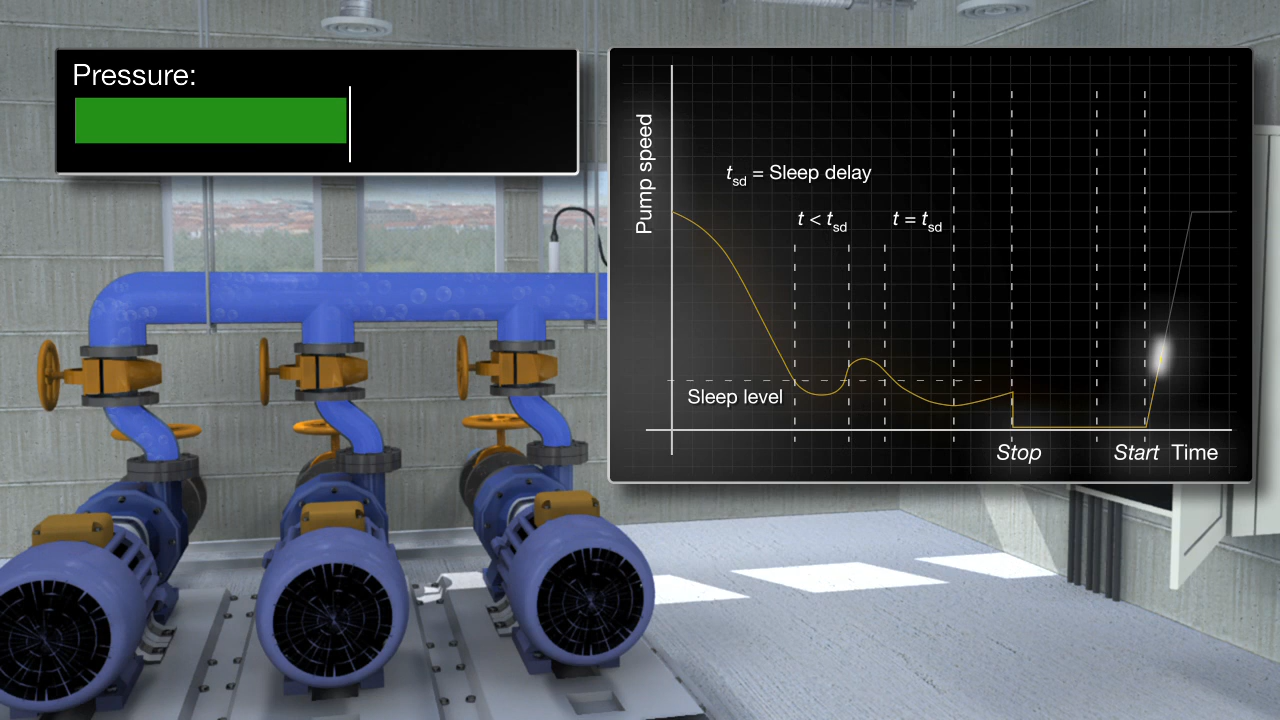 Pressure:
Pump speed
tsd = Sleep delay
t < tsd
t = tsd
Sleep level
Stop
Start
Time